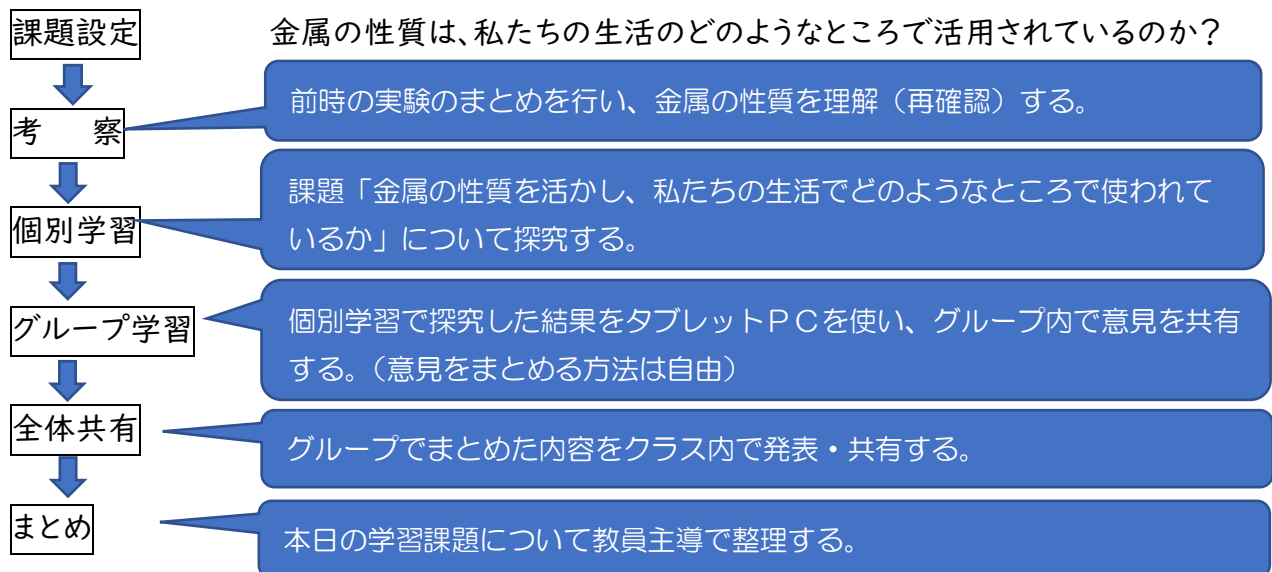 課題設定
金属の性質は、私たちの生活のどのようなところで活用されているのか？
前時の実験のまとめを行い、金属の性質を理解（再確認）する。
考　　察
課題「金属の性質を活かし、私たちの生活でどのようなところで使われて
いるか」について探究する。
個別学習
個別学習で探究した結果をタブレットＰＣを使い、グループ内で意見を共有
する。（意見をまとめる方法は自由）
グループ学習
全体共有
グループでまとめた内容をクラス内で発表・共有する。
まとめ
本日の学習課題について教員主導で整理する。